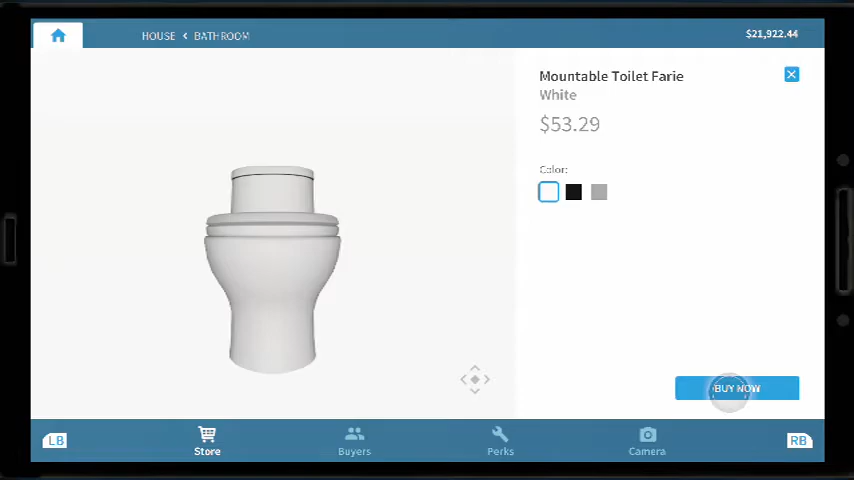 HOUSE < BATHROOM
$21,922.44
Mountable Toilet Farie
White
$53.29
Color:
BUY NOW
LB
Store
Buyers
Perks
Camera
RB